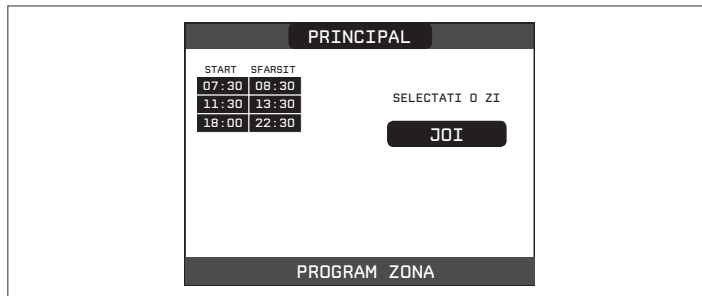 PRINCIPAL
START SFARSIT
07:30 08:30
11:30 13:30
18:00 22:30
SELECTATI O ZI
JOI
PROGRAM ZONA